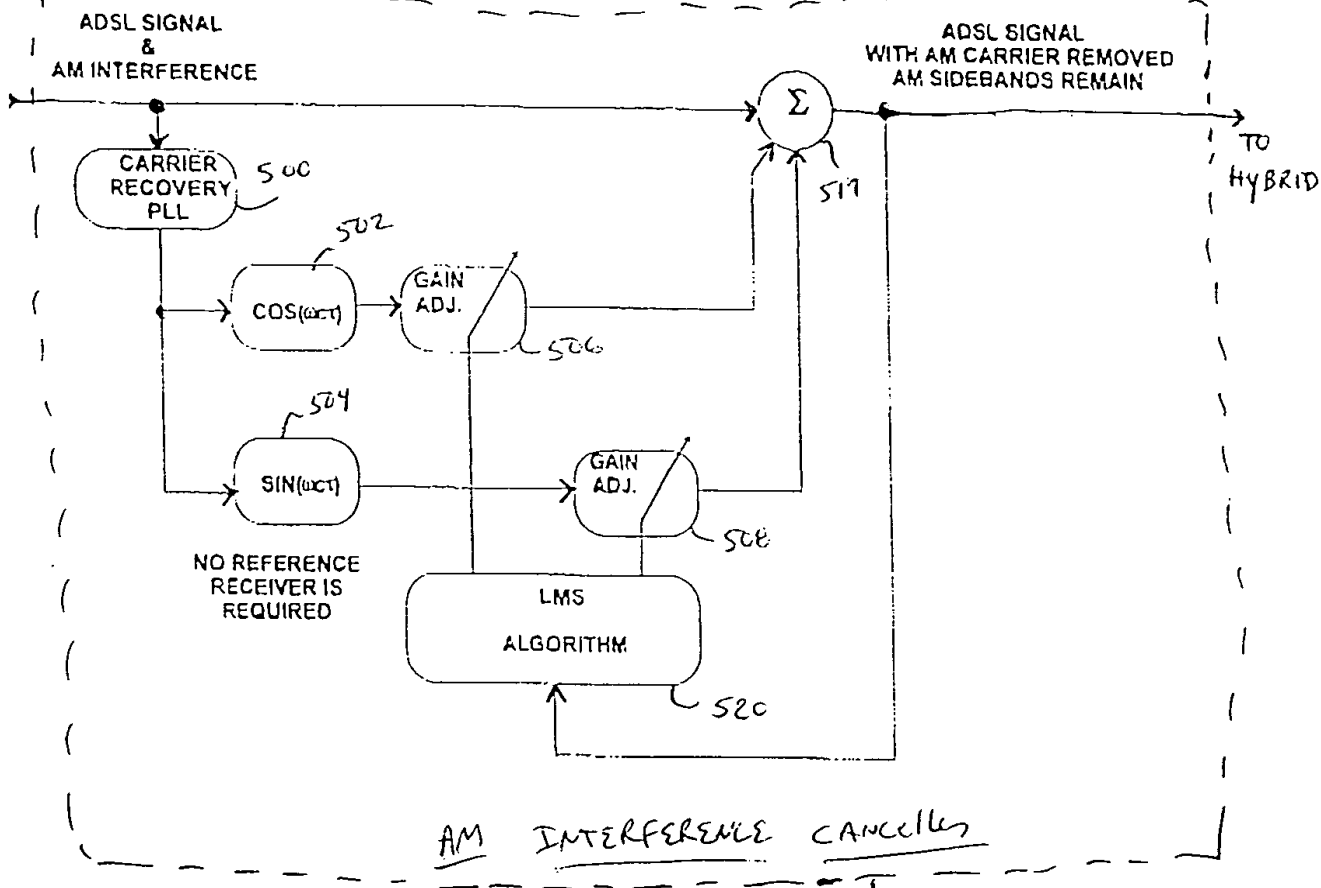 ADSL SIGNAL
&
AM INTERFERENCE
ADSL SIGNAL
WITH AM CARRIER REMOVED
AM SIDEBANDS REMAIN
Σ
TO
HYBRID
CARRIER
RECOVERY
PLL
500
517
502
COS(ωCT)
GAIN
ADJ.
506
504
SIN(ωCT)
GAIN
ADJ.
508
NO REFERENCE
RECEIVER IS
REQUIRED
LMS
ALGORITHM
520
AM INTERFERENCE CANCELLER